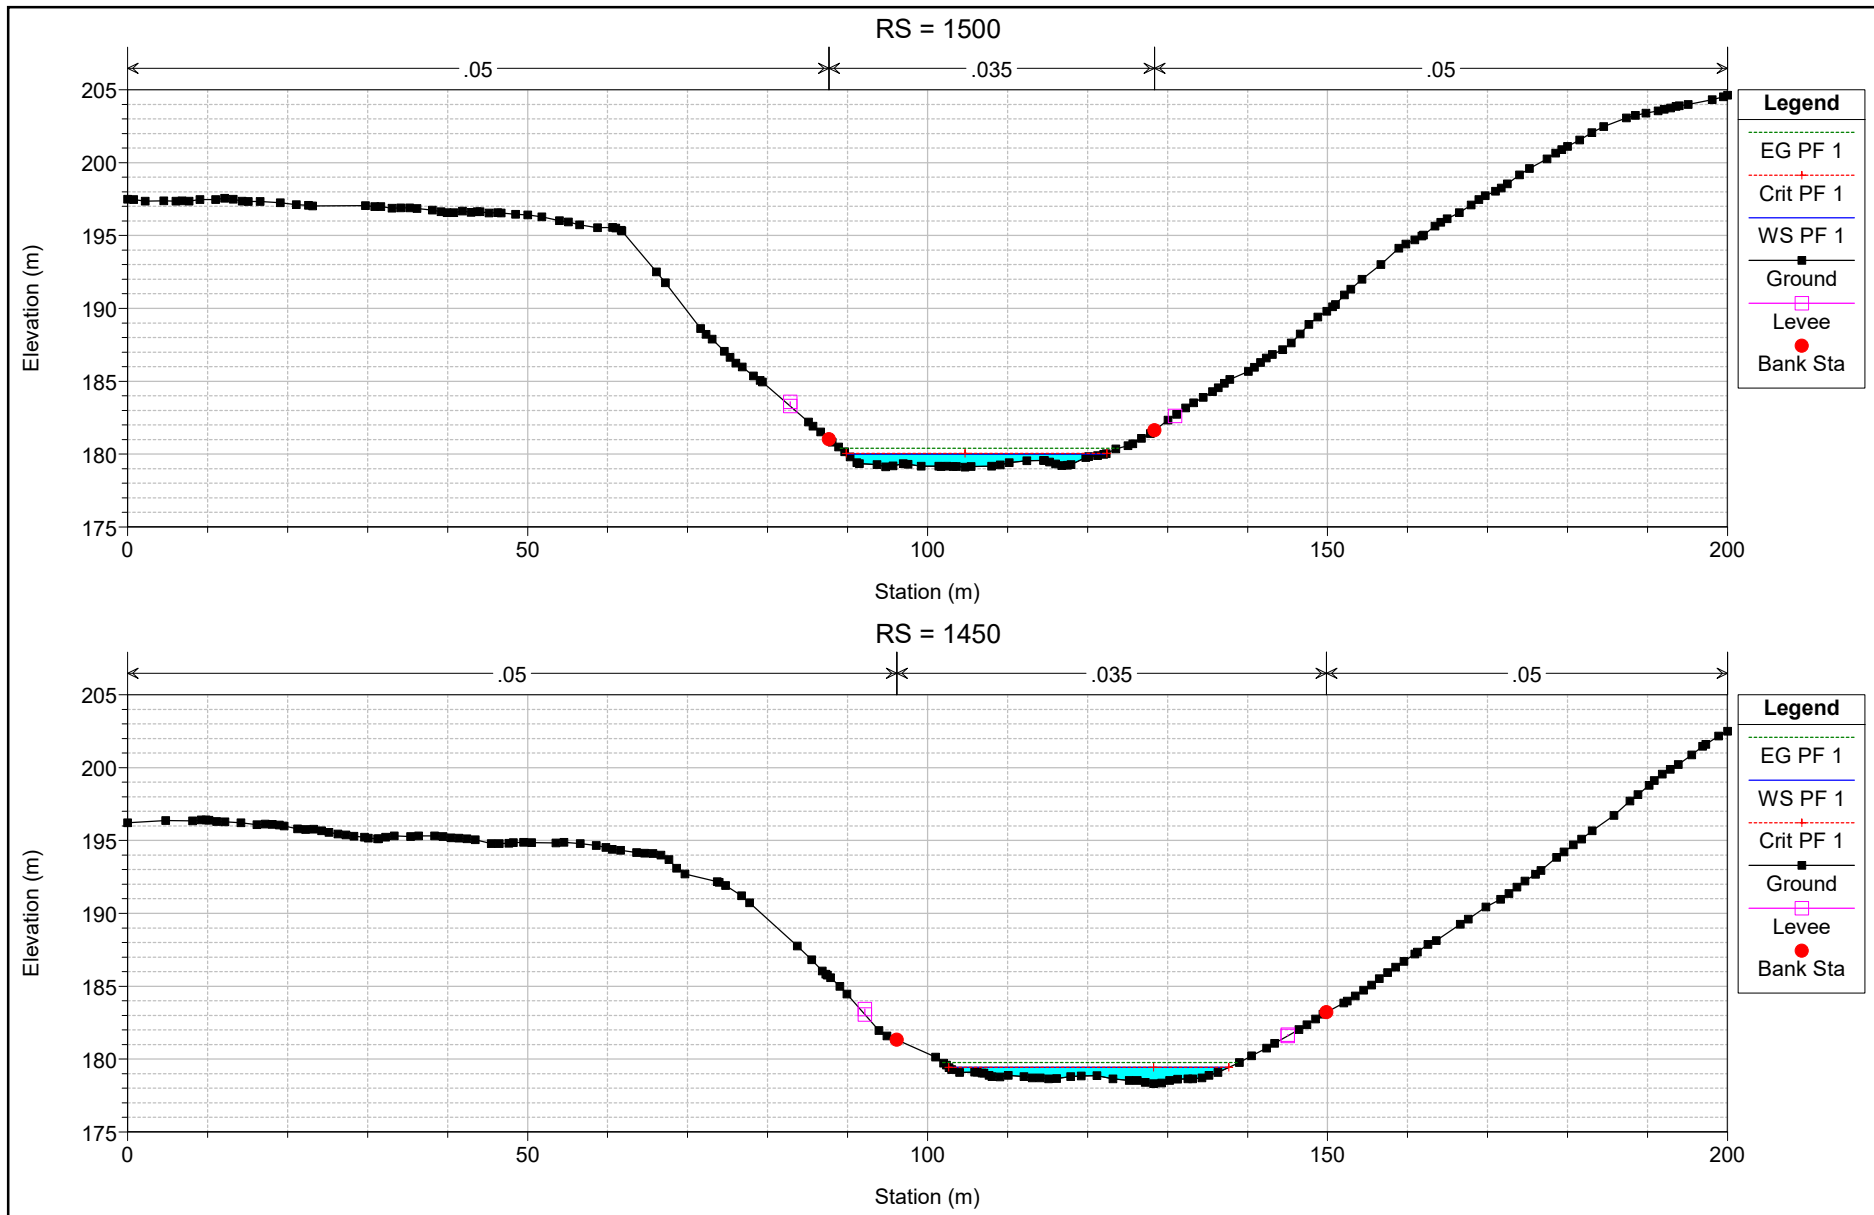 RS = 1500
.05 .035 .05
205
200
195
190
185
180
175
Elevation (m)
0 50 100 150 200
Station (m)
Legend
EG PF 1
Crit PF 1
WS PF 1
Ground
Levee
Bank Sta
RS = 1450
.05 .035 .05
205
200
195
190
185
180
175
Elevation (m)
0 50 100 150 200
Station (m)
Legend
EG PF 1
WS PF 1
Crit PF 1
Ground
Levee
Bank Sta